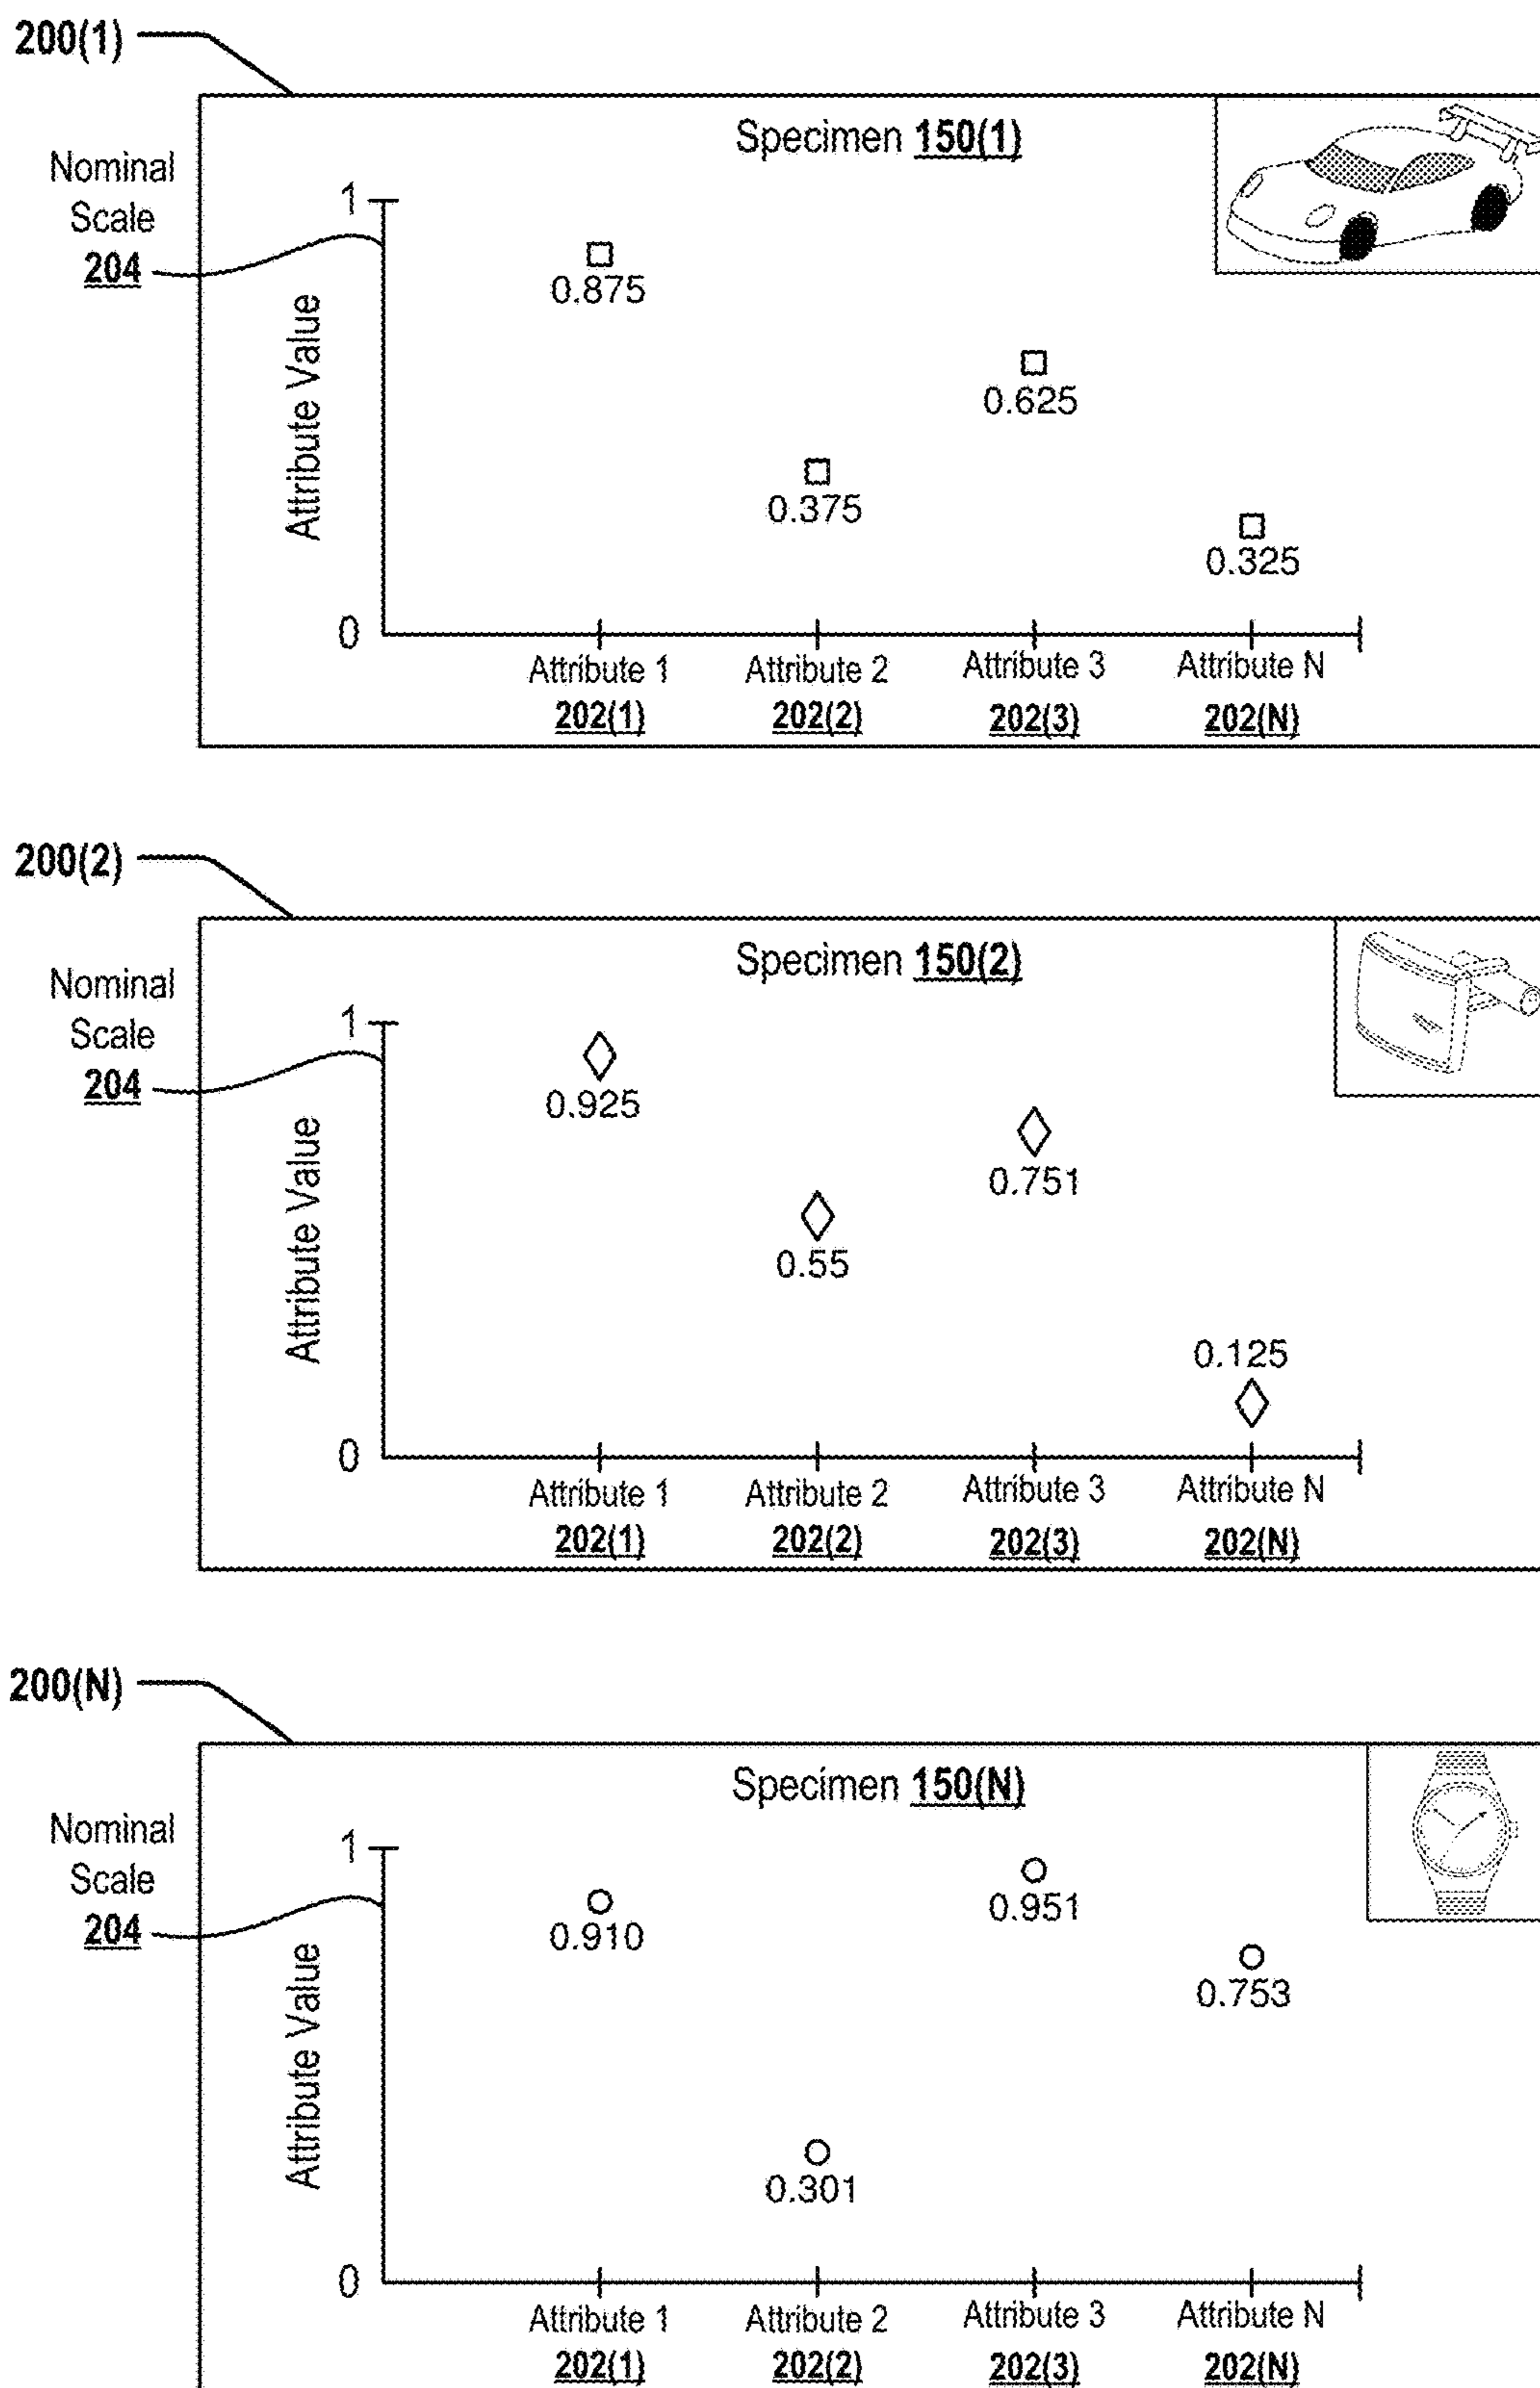 200(1)
Specimen 150(1)
Nominal
Scale
204
Attribute Value
1
0.875
0.625
0.375
0.325
0
Attribute 1 Attribute 2 Attribute 3 Attribute N
202(1) 202(2) 202(3) 202(N)
200(2)
Specimen 150(2)
Nominal
Scale
204
Attribute Value
1
0.925
0.751
0.55
0.125
0
Attribute 1 Attribute 2 Attribute 3 Attribute N
202(1) 202(2) 202(3) 202(N)
200(N)
Specimen 150(N)
Nominal
Scale
204
Attribute Value
1
0.910
0.951
0.753
0.301
0
Attribute 1 Attribute 2 Attribute 3 Attribute N
202(1) 202(2) 202(3) 202(N)